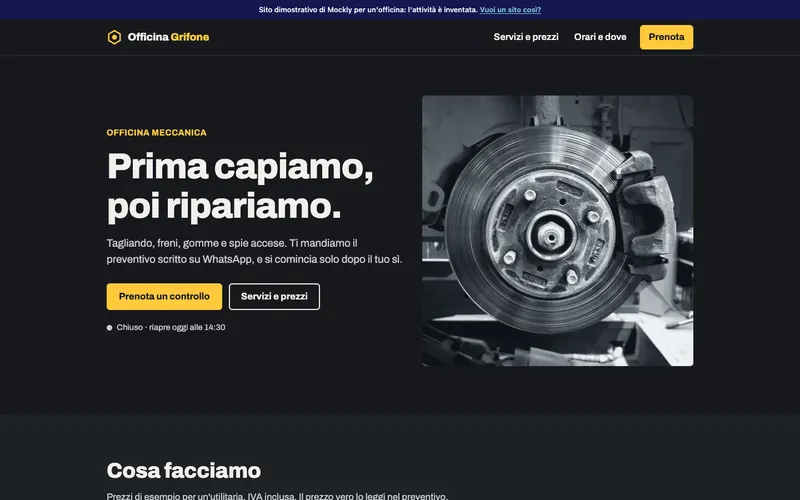 Sito dimostrativo di Mockly per un'officina: l'attività è inventata. Vuoi un sito così?
Officina Grifone
Servizi e prezzi
Orari e dove
Prenota
OFFICINA MECCANICA
Prima capiamo,
poi ripariamo.
Tagliando, freni, gomme e spie accese. Ti mandiamo il
preventivo scritto su WhatsApp, e si comincia solo dopo il tuo sì.
Prenota un controllo
Servizi e prezzi
Chiuso · riapre oggi alle 14:30
Cosa facciamo
Prezzi di esempio per un'utilitaria, IVA inclusa. Il prezzo vero lo leggi nel preventivo.